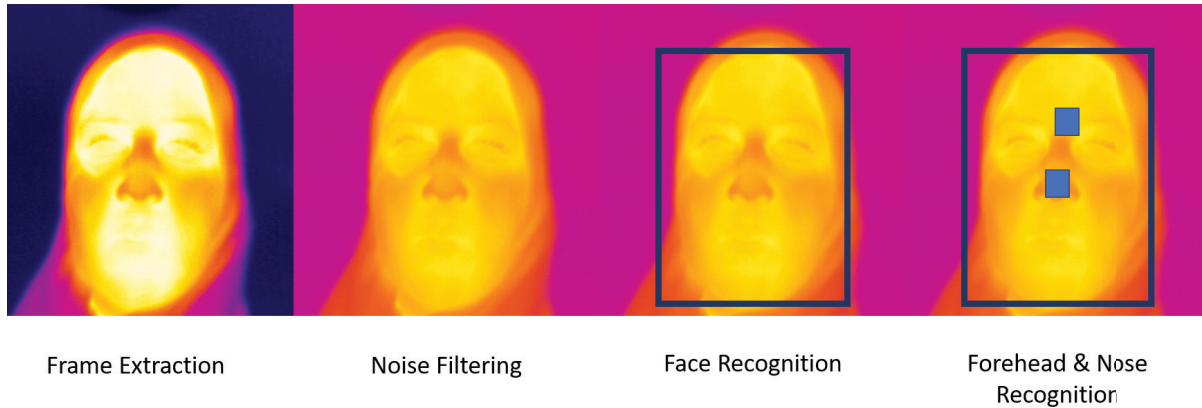 Frame Extraction
Noise Filtering
Face Recognition
Forehead & Nose
Recognition